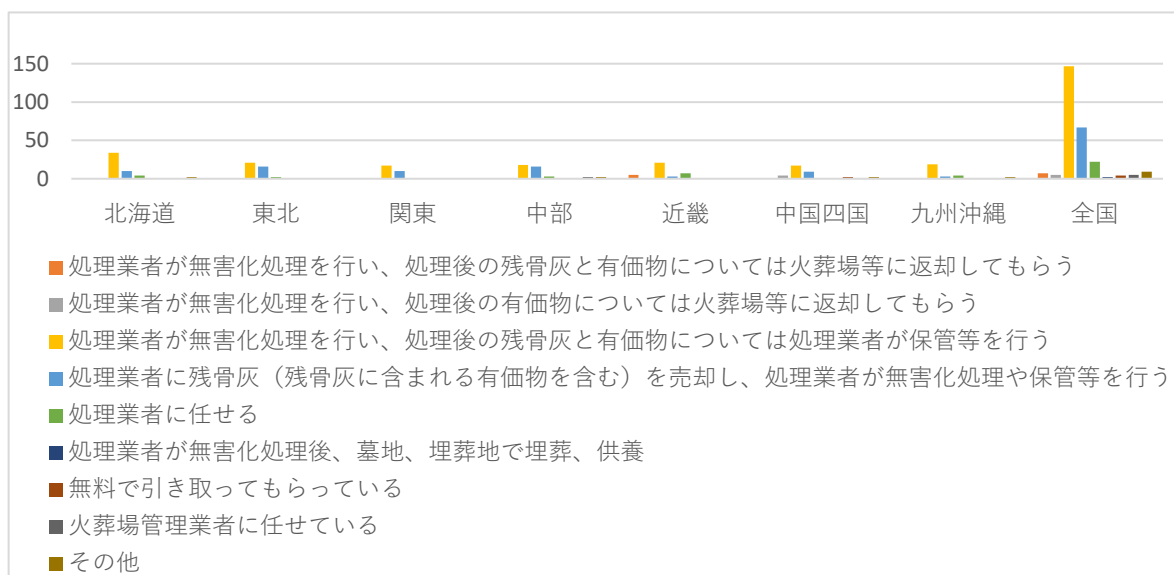 150
100
50
0
北海道 東北 関東 中部 近畿 中国四国 九州沖縄 全国
処理業者が無害化処理を行い、処理後の残骨灰と有価物については火葬場等に返却してもらう
処理業者が無害化処理を行い、処理後の有価物については火葬場等に返却してもらう
処理業者が無害化処理を行い、処理後の残骨灰と有価物については処理業者が保管等を行う
処理業者に残骨灰（残骨灰に含まれる有価物を含む）を売却し、処理業者が無害化処理や保管等を行う
処理業者に任せる
処理業者が無害化処理後、墓地、埋葬地で埋葬、供養
無料で引き取ってもらっている
火葬場管理業者に任せている
その他